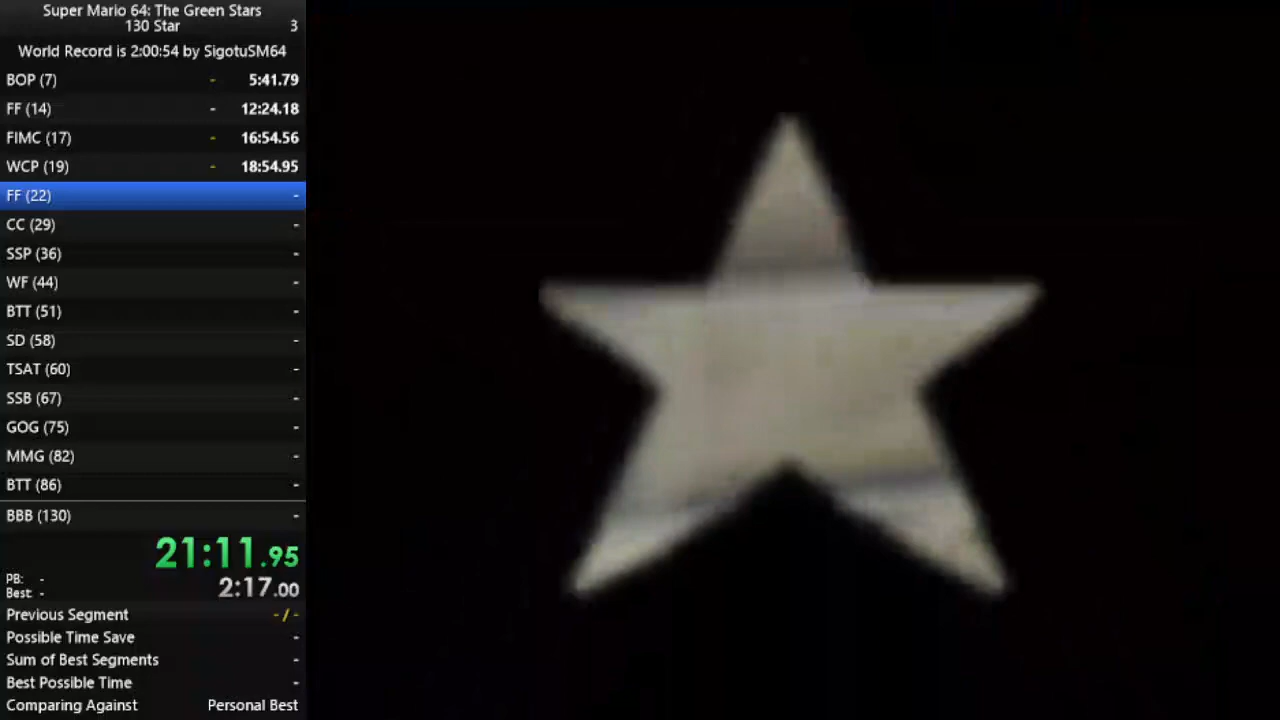 Super Mario 64: The Green Stars
130 Star 3
World Record is 2:00:54 by SigotuSM64
BOP (7) - 5:41.79
FF (14) - 12:24.18
FIMC (17) - 16:54.56
WCP (19) - 18:54.95
FF (22) -
CC (29) -
SSP (36) -
WF (44) -
BTT (51) -
SD (58) -
TSAT (60) -
SSB (67) -
GOG (75) -
MMG (82) -
BTT (86) -
BBB (130) -
21:11.95
PB: -
Best: - 2:17.00
Previous Segment - / -
Possible Time Save -
Sum of Best Segments -
Best Possible Time -
Comparing Against Personal Best